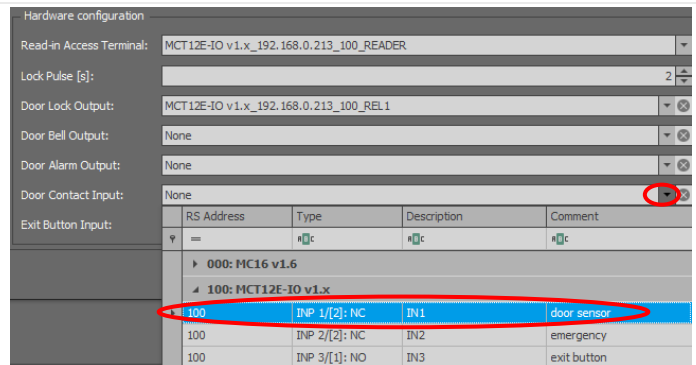 Hardware configuration
Read-in Access Terminal: MCT12E-IO v1.x_192.168.0.213_100_READER
Lock Pulse [s]: 2
Door Lock Output: MCT12E-IO v1.x_192.168.0.213_100_REL1
Door Bell Output: None
Door Alarm Output: None
Door Contact Input: None
Exit Button Input:
RS Address Type Description Comment
=
000: MC16 v1.6
100: MCT12E-IO v1.x
100 INP 1/[2]: NC IN1 door sensor
100 INP 2/[2]: NC IN2 emergency
100 INP 3/[1]: NO IN3 exit button